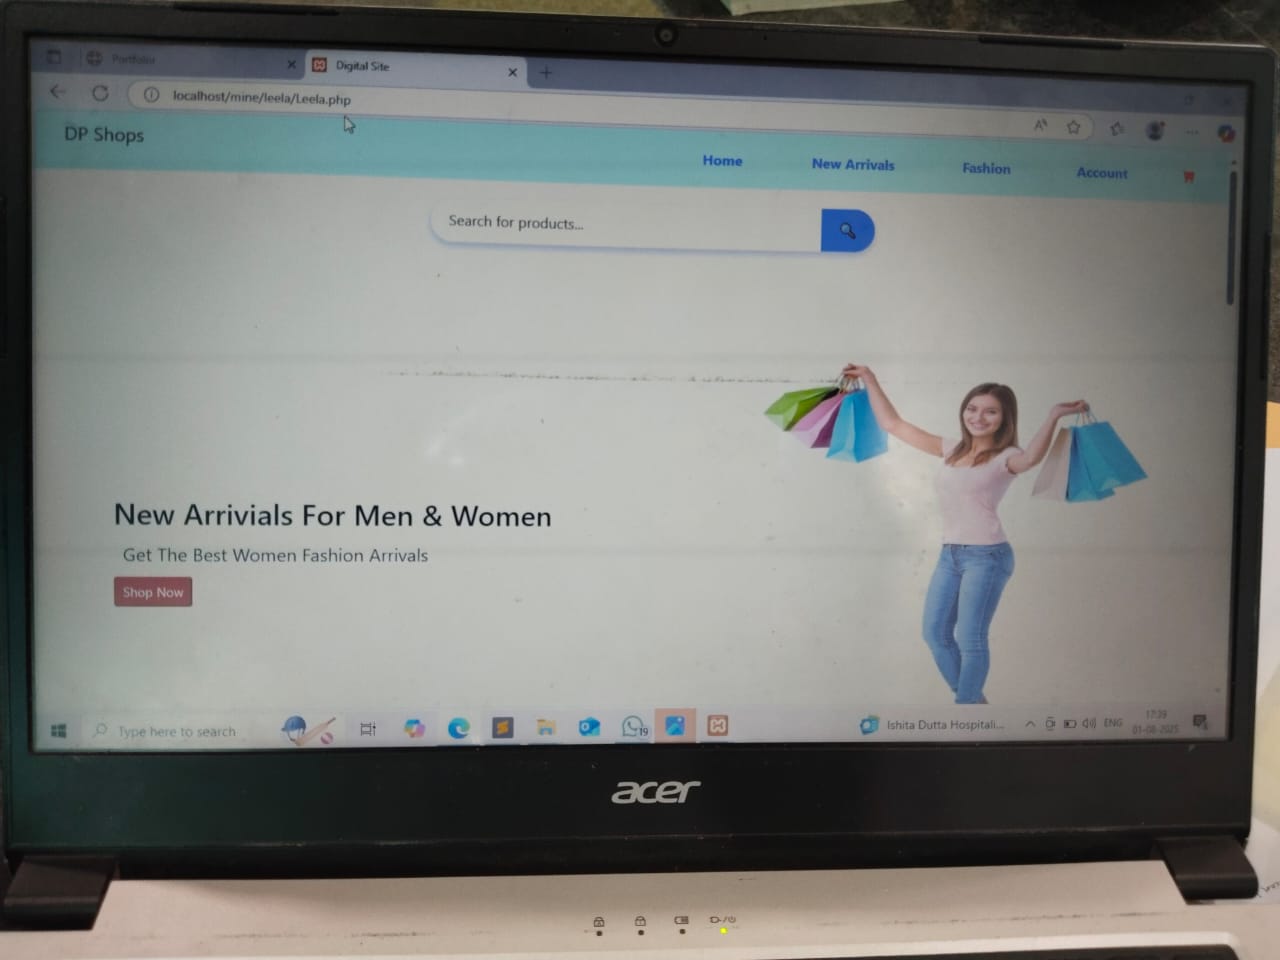 Portfolio
Digital Site
localhost/mine/leela/Leela.php
DP Shops
Home
New Arrivals
Fashion
Account
Search for products...
New Arrivials For Men & Women
Get The Best Women Fashion Arrivals
Shop Now
Type here to search
19
Ishita Dutta Hospitali...
ENG
17:39
01-08-2025
acer